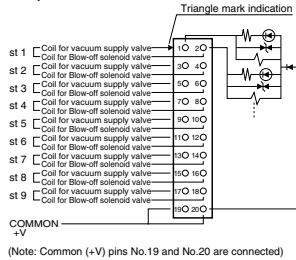 Triangle mark indication
st 1 Coil for vacuum supply valve 1 2
Coil for Blow-off solenoid valve
st 2 Coil for vacuum supply valve 3 4
Coil for Blow-off solenoid valve
st 3 Coil for vacuum supply valve 5 6
Coil for Blow-off solenoid valve
st 4 Coil for vacuum supply valve 7 8
Coil for Blow-off solenoid valve
st 5 Coil for vacuum supply valve 9 10
Coil for Blow-off solenoid valve
st 6 Coil for vacuum supply valve 11 12
Coil for Blow-off solenoid valve
st 7 Coil for vacuum supply valve 13 14
Coil for Blow-off solenoid valve
st 8 Coil for vacuum supply valve 15 16
Coil for Blow-off solenoid valve
st 9 Coil for vacuum supply valve 17 18
Coil for Blow-off solenoid valve
19 20
COMMON
+V
(Note: Common (+V) pins No.19 and No.20 are connected)